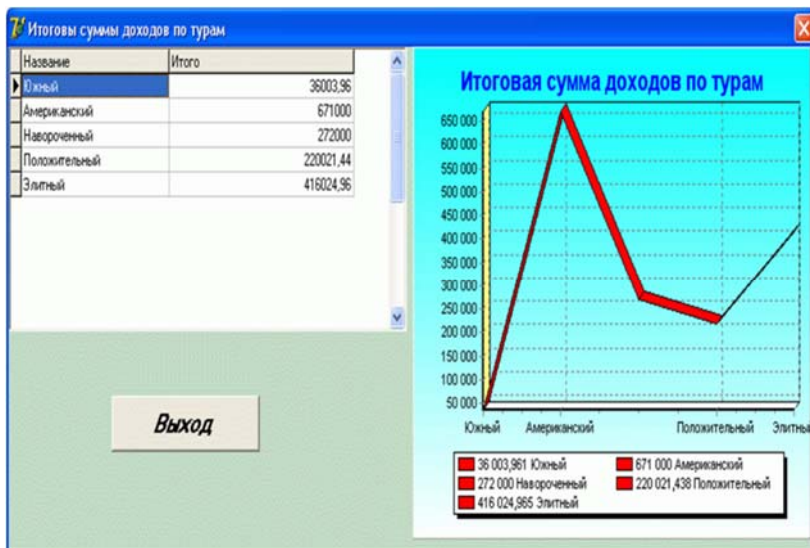 Итоговы суммы доходов по турам
Название Итого
Южный 36003,96
Американский 671000
Навороченный 272000
Положительный 220021,44
Элитный 416024,96
Выход
Итоговая сумма доходов по турам
650 000
600 000
550 000
500 000
450 000
400 000
350 000
300 000
250 000
200 000
150 000
100 000
50 000
Южный Американский Положительный Элитный
36 003,961 Южный 671 000 Американский
272 000 Навороченный 220 021,438 Положительный
416 024,965 Элитный